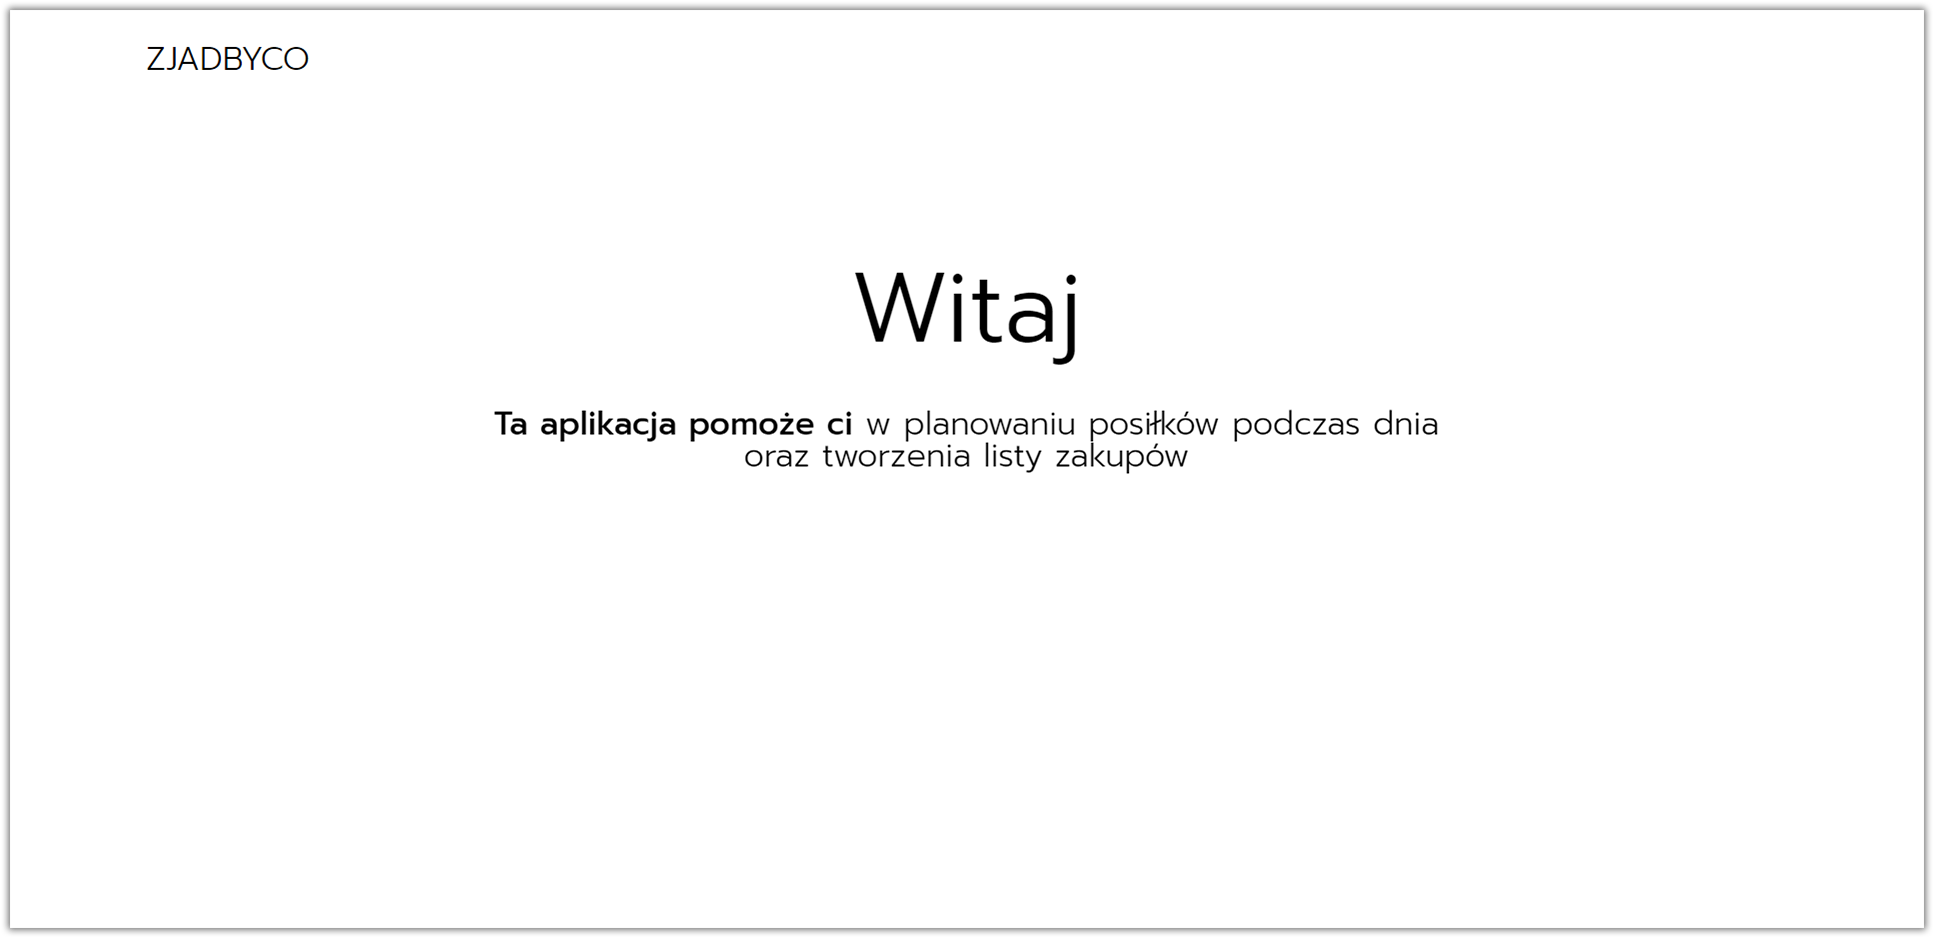 ZJADBYCO
Witaj
Ta aplikacja pomoże ci w planowaniu posiłków podczas dnia
oraz tworzenia listy zakupów